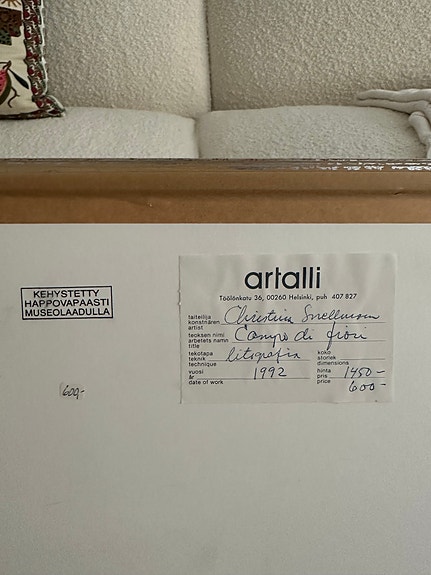 KEHYSTETTY
HAPPOVAPAASTI
MUSEOLAADULLA
600,-
artalli
Töölönkatu 36, 00260 Helsinki, puh 407 827
taiteilija
konstnären
artist
Christina Snellman
teoksen nimi
arbetets namn
title
Campo di fiori
tekotapa
teknik
technique
litografia
koko
storlek
dimensions
vuosi
år
date of work
1992
hinta
pris
price
1450-
600-